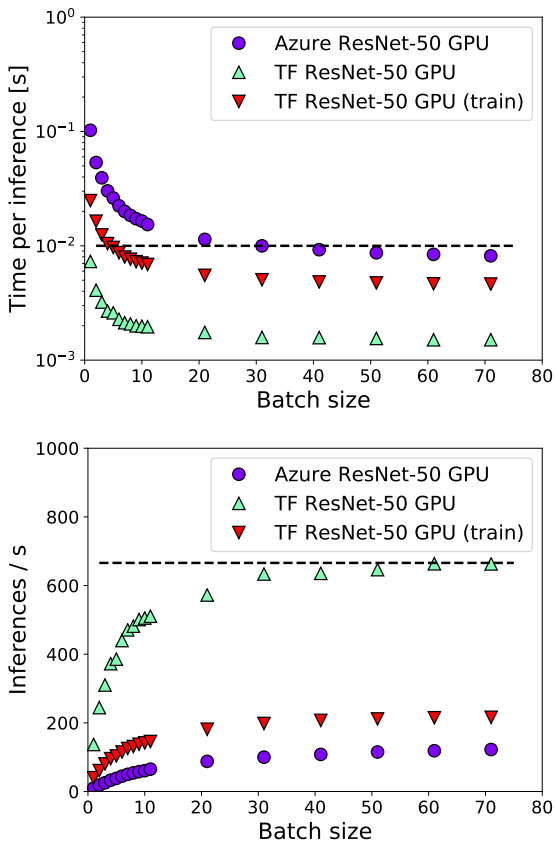 10^0
10^-1
10^-2
10^-3
Time per inference [s]
Azure ResNet-50 GPU
TF ResNet-50 GPU
TF ResNet-50 GPU (train)
0 10 20 30 40 50 60 70 80
Batch size
1000
800
600
400
200
0
Inferences / s
Azure ResNet-50 GPU
TF ResNet-50 GPU
TF ResNet-50 GPU (train)
0 10 20 30 40 50 60 70 80
Batch size